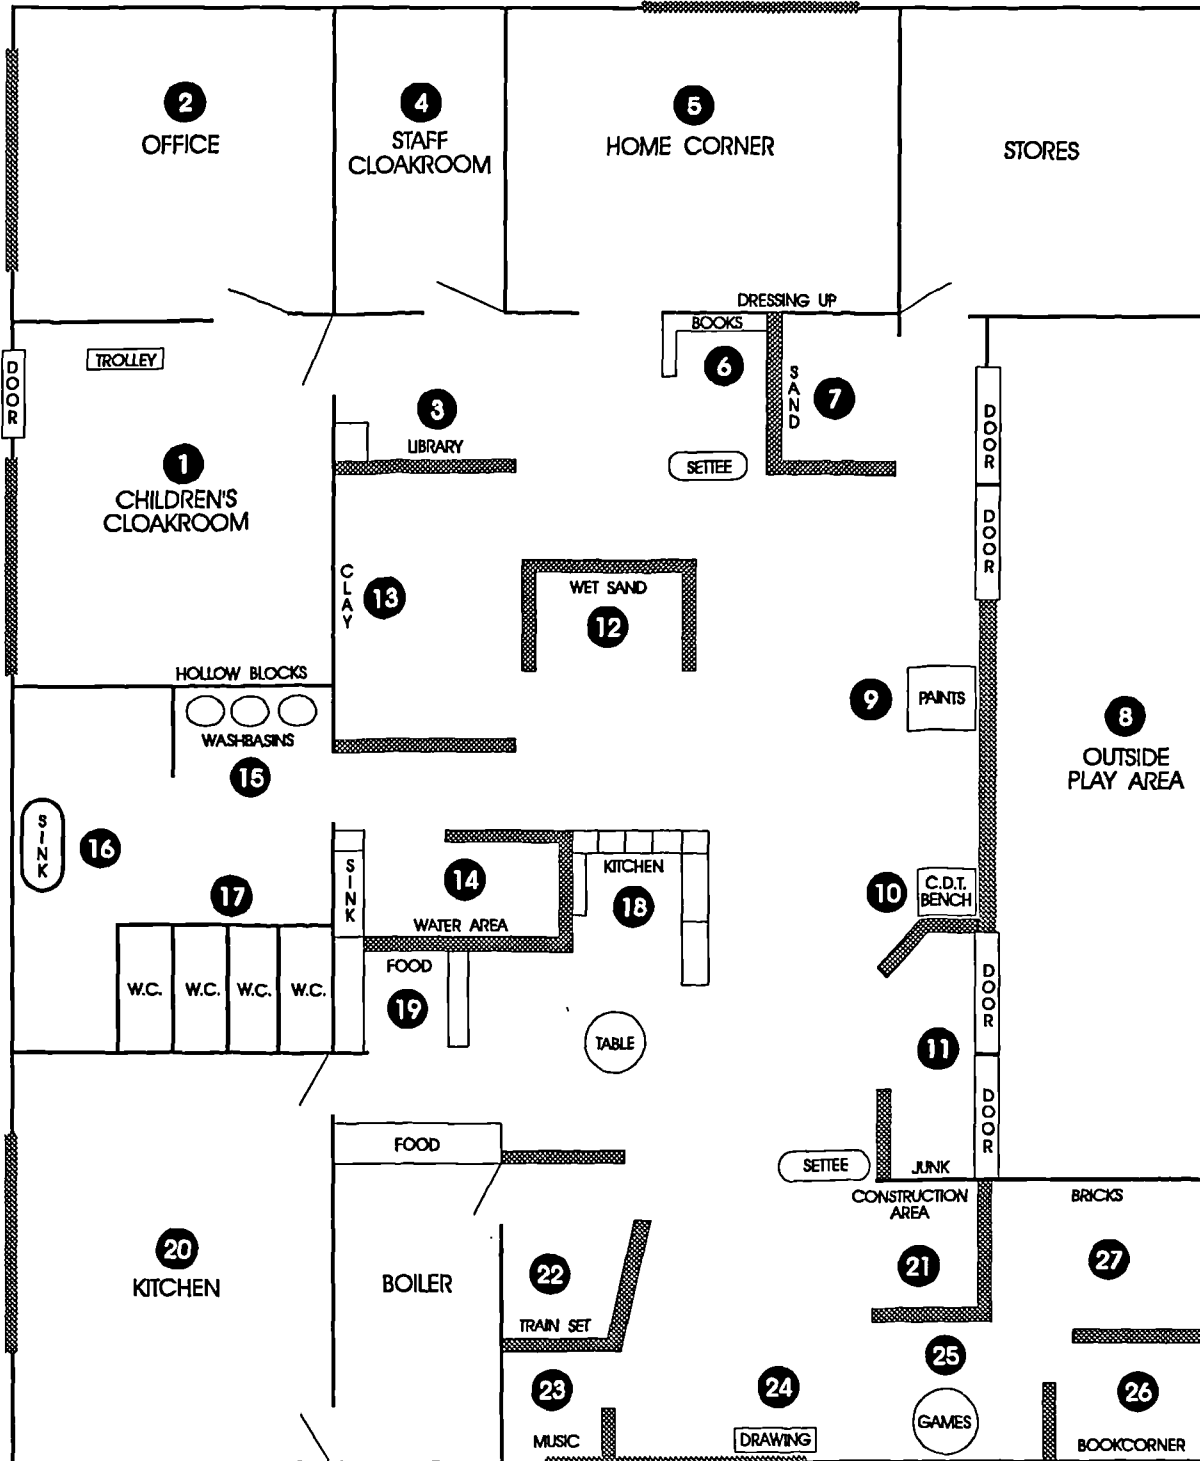 2
OFFICE
4
STAFF
CLOAKROOM
5
HOME CORNER
STORES
DRESSING UP
BOOKS
6
SAND
7
TROLLEY
DOOR
3
LIBRARY
SETTEE
DOOR
DOOR
1
CHILDREN'S
CLOAKROOM
CLAY
13
WET SAND
12
HOLLOW BLOCKS
WASHBASINS
15
9
PAINTS
8
OUTSIDE
PLAY AREA
SINK
16
17
SINK
14
WATER AREA
KITCHEN
18
10
C.D.T.
BENCH
W.C.
W.C.
W.C.
W.C.
FOOD
19
TABLE
11
DOOR
DOOR
FOOD
SETTEE
JUNK
CONSTRUCTION
AREA
BRICKS
20
KITCHEN
BOILER
22
TRAIN SET
21
27
23
MUSIC
24
DRAWING
25
GAMES
26
BOOKCORNER